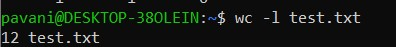 pavani@DESKTOP-38OLEIN:~$ wc -l test.txt
12 test.txt